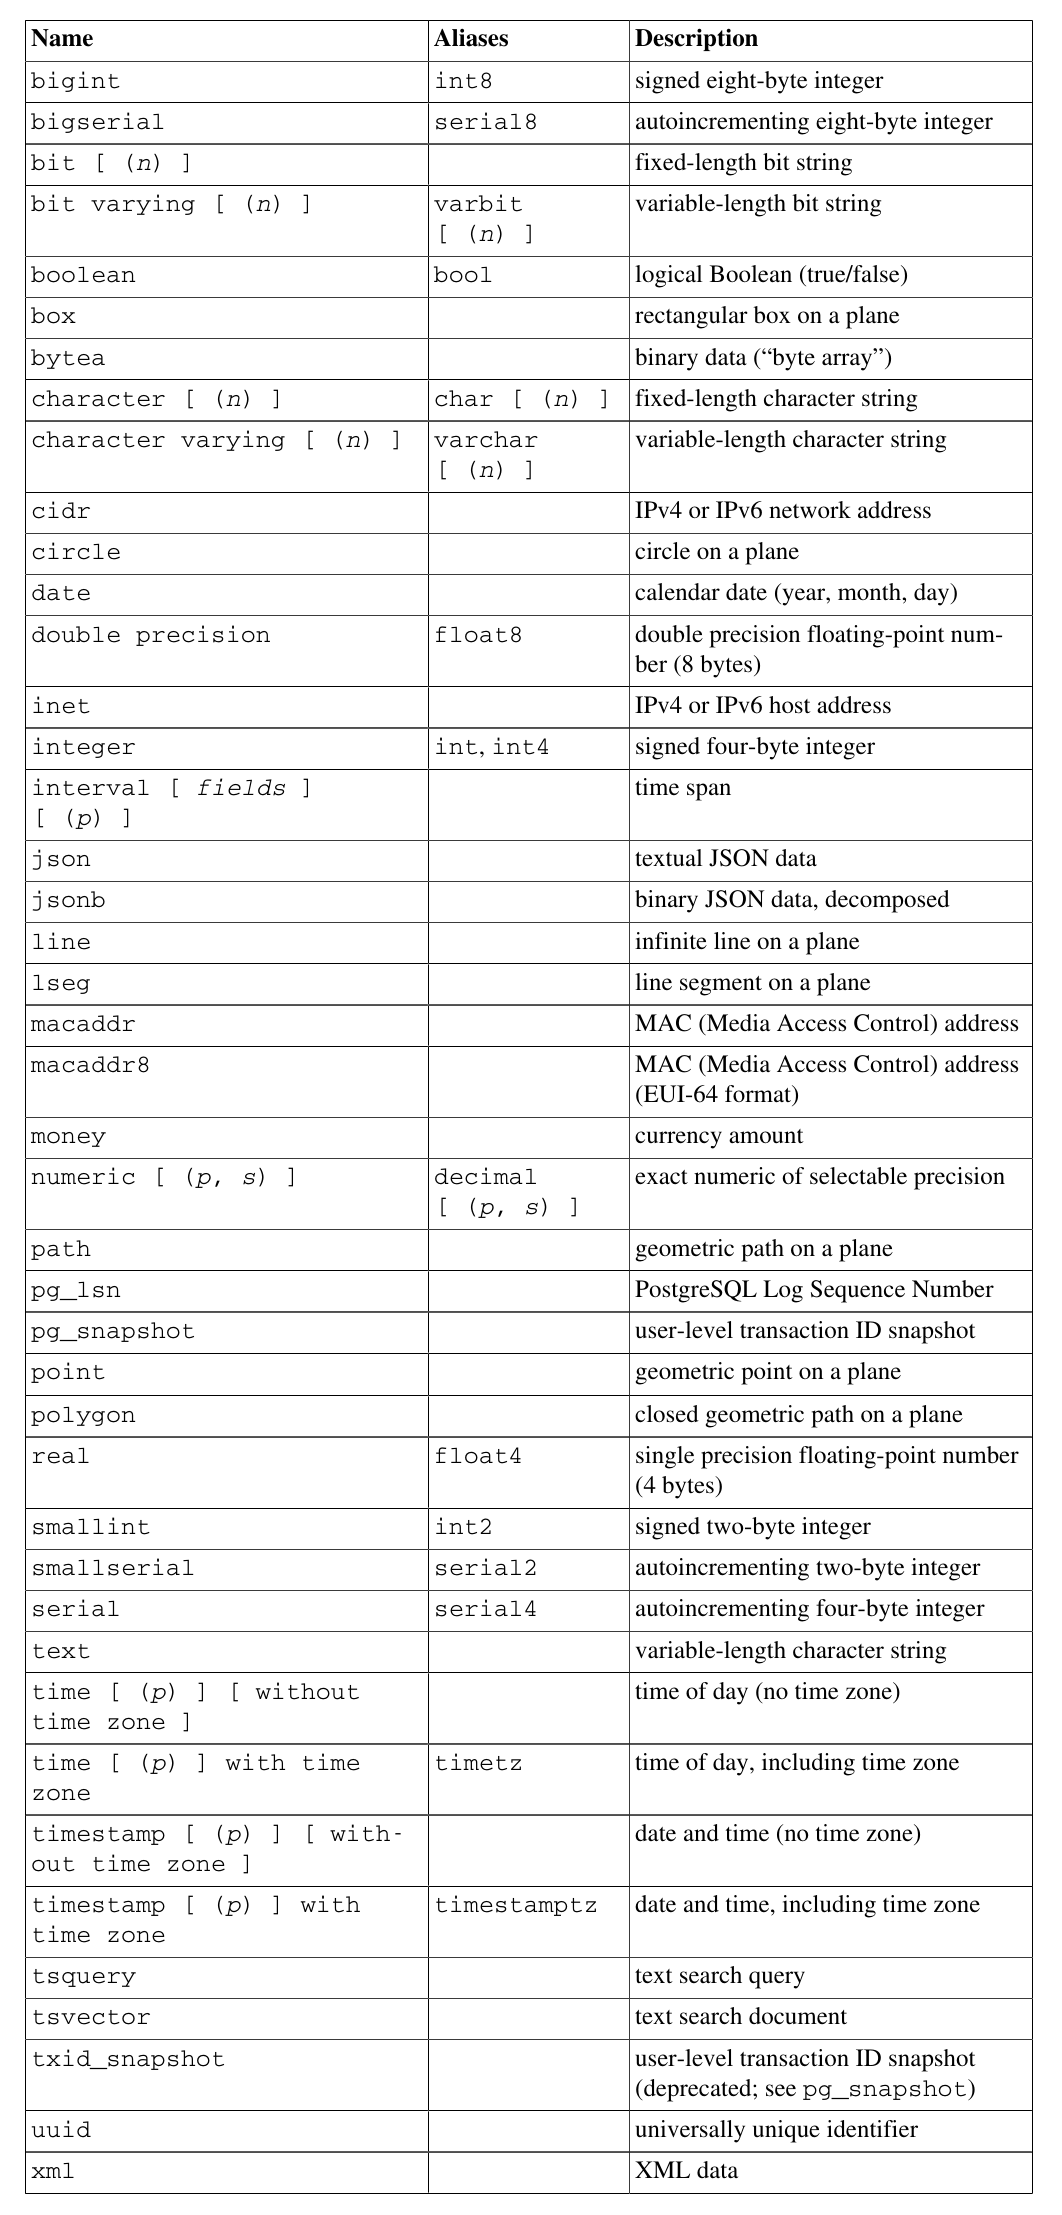 Name Aliases Description
bigint int8 signed eight-byte integer
bigserial serial8 autoincrementing eight-byte integer
bit [ (n) ] fixed-length bit string
bit varying [ (n) ] varbit variable-length bit string
[ (n) ]
boolean bool logical Boolean (true/false)
box rectangular box on a plane
bytea binary data (“byte array”)
character [ (n) ] char [ (n) ] fixed-length character string
character varying [ (n) ] varchar variable-length character string
[ (n) ]
cidr IPv4 or IPv6 network address
circle circle on a plane
date calendar date (year, month, day)
double precision float8 double precision floating-point num-
ber (8 bytes)
inet IPv4 or IPv6 host address
integer int, int4 signed four-byte integer
interval [ fields ] time span
[ (p) ]
json textual JSON data
jsonb binary JSON data, decomposed
line infinite line on a plane
lseg line segment on a plane
macaddr MAC (Media Access Control) address
macaddr8 MAC (Media Access Control) address
(EUI-64 format)
money currency amount
numeric [ (p, s) ] decimal exact numeric of selectable precision
[ (p, s) ]
path geometric path on a plane
pg_lsn PostgreSQL Log Sequence Number
pg_snapshot user-level transaction ID snapshot
point geometric point on a plane
polygon closed geometric path on a plane
real float4 single precision floating-point number
(4 bytes)
smallint int2 signed two-byte integer
smallserial serial2 autoincrementing two-byte integer
serial serial4 autoincrementing four-byte integer
text variable-length character string
time [ (p) ] [ without time of day (no time zone)
time zone ]
time [ (p) ] with time timetz time of day, including time zone
zone
timestamp [ (p) ] [ with- date and time (no time zone)
out time zone ]
timestamp [ (p) ] with timestamptz date and time, including time zone
time zone
tsquery text search query
tsvector text search document
txid_snapshot user-level transaction ID snapshot
(deprecated; see pg_snapshot)
uuid universally unique identifier
xml XML data